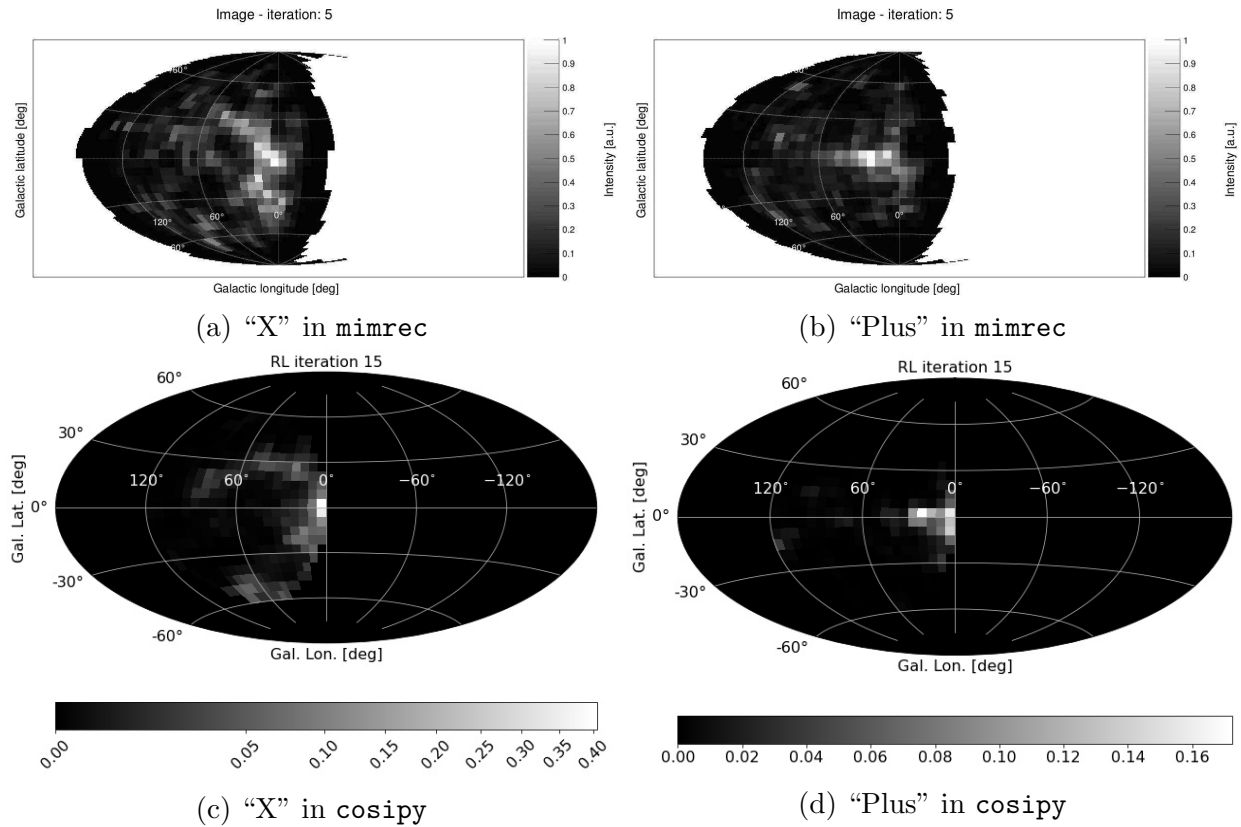 Image - iteration: 5
Galactic latitude [deg]
60°
120°
60°
0°
60°
1
0.9
0.8
0.7
0.6
0.5
0.4
0.3
0.2
0.1
0
Intensity [a.u.]
Galactic longitude [deg]
(a) “X” in mimrec
Image - iteration: 5
Galactic latitude [deg]
60°
120°
60°
0°
60°
1
0.9
0.8
0.7
0.6
0.5
0.4
0.3
0.2
0.1
0
Intensity [a.u.]
Galactic longitude [deg]
(b) “Plus” in mimrec
RL iteration 15
60°
30°
0°
-30°
-60°
Gal. Lat. [deg]
120° 60° 0° −60° −120°
Gal. Lon. [deg]
0.00 0.05 0.10 0.15 0.20 0.25 0.30 0.35 0.40
(c) “X” in cosipy
RL iteration 15
60°
30°
0°
-30°
-60°
Gal. Lat. [deg]
120° 60° 0° −60° −120°
Gal. Lon. [deg]
0.00 0.02 0.04 0.06 0.08 0.10 0.12 0.14 0.16
(d) “Plus” in cosipy